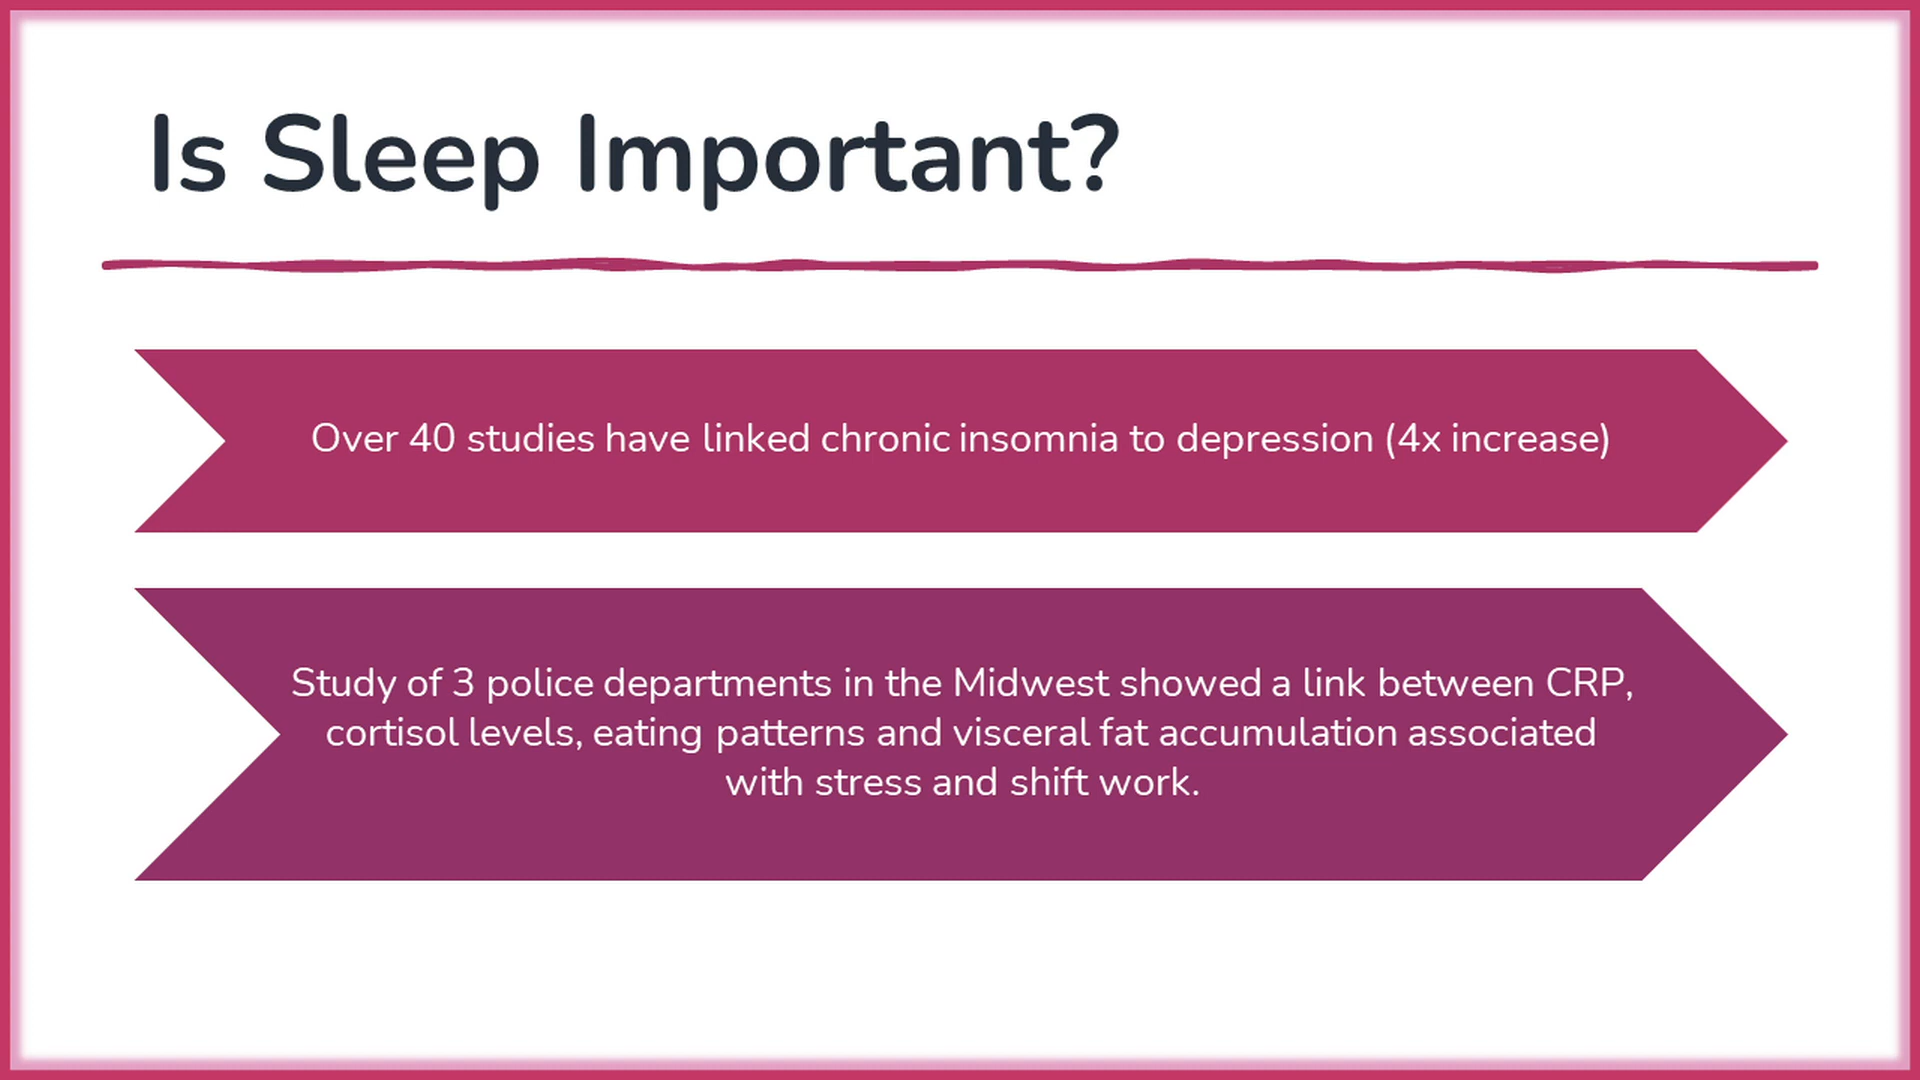 Is Sleep Important?
Over 40 studies have linked chronic insomnia to depression (4x increase)
Study of 3 police departments in the Midwest showed a link between CRP,
cortisol levels, eating patterns and visceral fat accumulation associated
with stress and shift work.